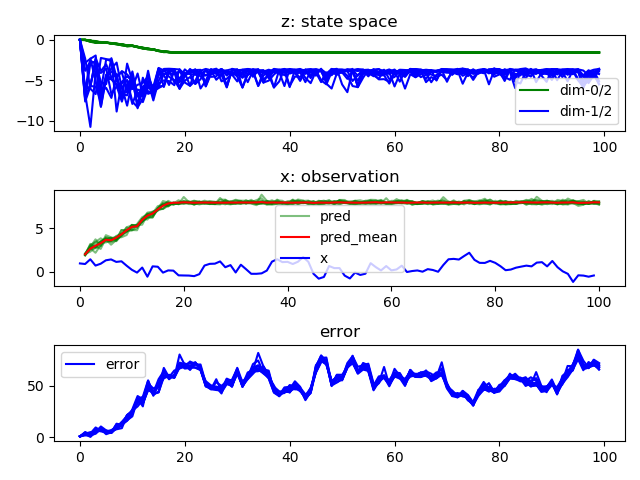 z: state space
0
−5
−10
dim-0/2
dim-1/2
0 20 40 60 80 100
x: observation
5
0
pred
pred_mean
x
0 20 40 60 80 100
error
error
50
0
0 20 40 60 80 100